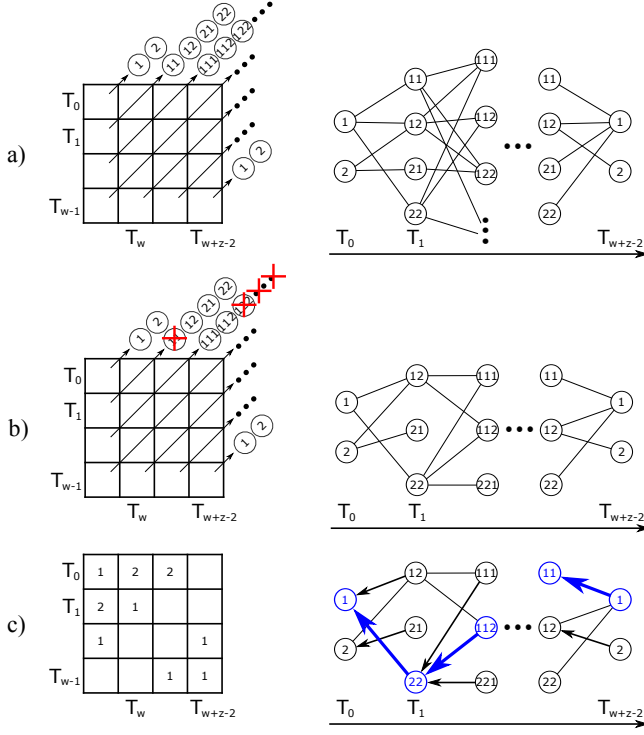 a)
1 2 11 12 21 22 111 112 122
T0
T1
1 2
Tw-1
Tw Tw+z-2
11 111 11
1 12 112 12 1
2 21 122 21 2
22 22
T0 T1 Tw+z-2
b)
1 2 12 21 22 111 112
T0
T1
1 2
Tw-1
Tw Tw+z-2
12 111 11
1 1
21 112 12
2 2
22 221 22
T0 T1 Tw+z-2
c)
T0 1 2 2
T1 2 1
1 1
Tw-1 1 1
Tw Tw+z-2
12 111 11
1 1
21 112 12
2 2
22 221 22
T0 T1 Tw+z-2